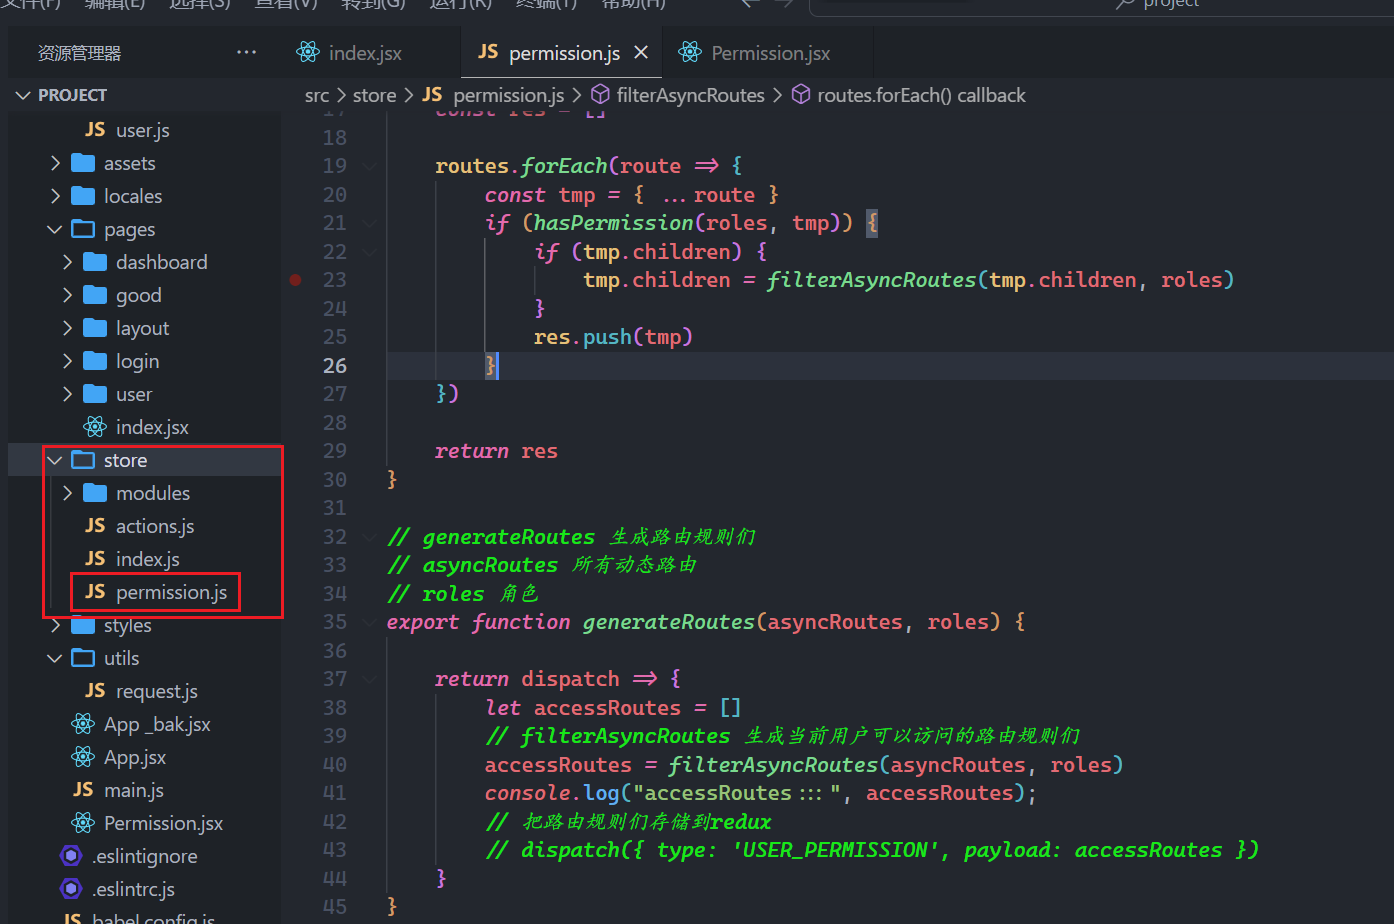 文件(F) 编辑(E) 选择(S) 查看(V) 转到(G) 运行(R) 终端(T) 帮助(H) project
资源管理器 ··· index.jsx JS permission.js Permission.jsx
PROJECT
JS user.js
assets
locales
pages
dashboard
good
layout
login
user
index.jsx
store
modules
JS actions.js
JS index.js
JS permission.js
styles
utils
JS request.js
App _bak.jsx
App.jsx
JS main.js
Permission.jsx
.eslintignore
.eslintrc.js
JS babel.config.js
src > store > JS permission.js > filterAsyncRoutes > routes.forEach() callback
17 const res = []
18
19 routes.forEach(route => {
20 const tmp = { ...route }
21 if (hasPermission(roles, tmp)) {
22 if (tmp.children) {
23 tmp.children = filterAsyncRoutes(tmp.children, roles)
24 }
25 res.push(tmp)
26 }
27 })
28
29 return res
30 }
31
32 // generateRoutes 生成路由规则们
33 // asyncRoutes 所有动态路由
34 // roles 角色
35 export function generateRoutes(asyncRoutes, roles) {
36
37 return dispatch => {
38 let accessRoutes = []
39 // filterAsyncRoutes 生成当前用户可以访问的路由规则们
40 accessRoutes = filterAsyncRoutes(asyncRoutes, roles)
41 console.log("accessRoutes:::", accessRoutes);
42 // 把路由规则们存储到redux
43 // dispatch({ type: 'USER_PERMISSION', payload: accessRoutes })
44 }
45 }